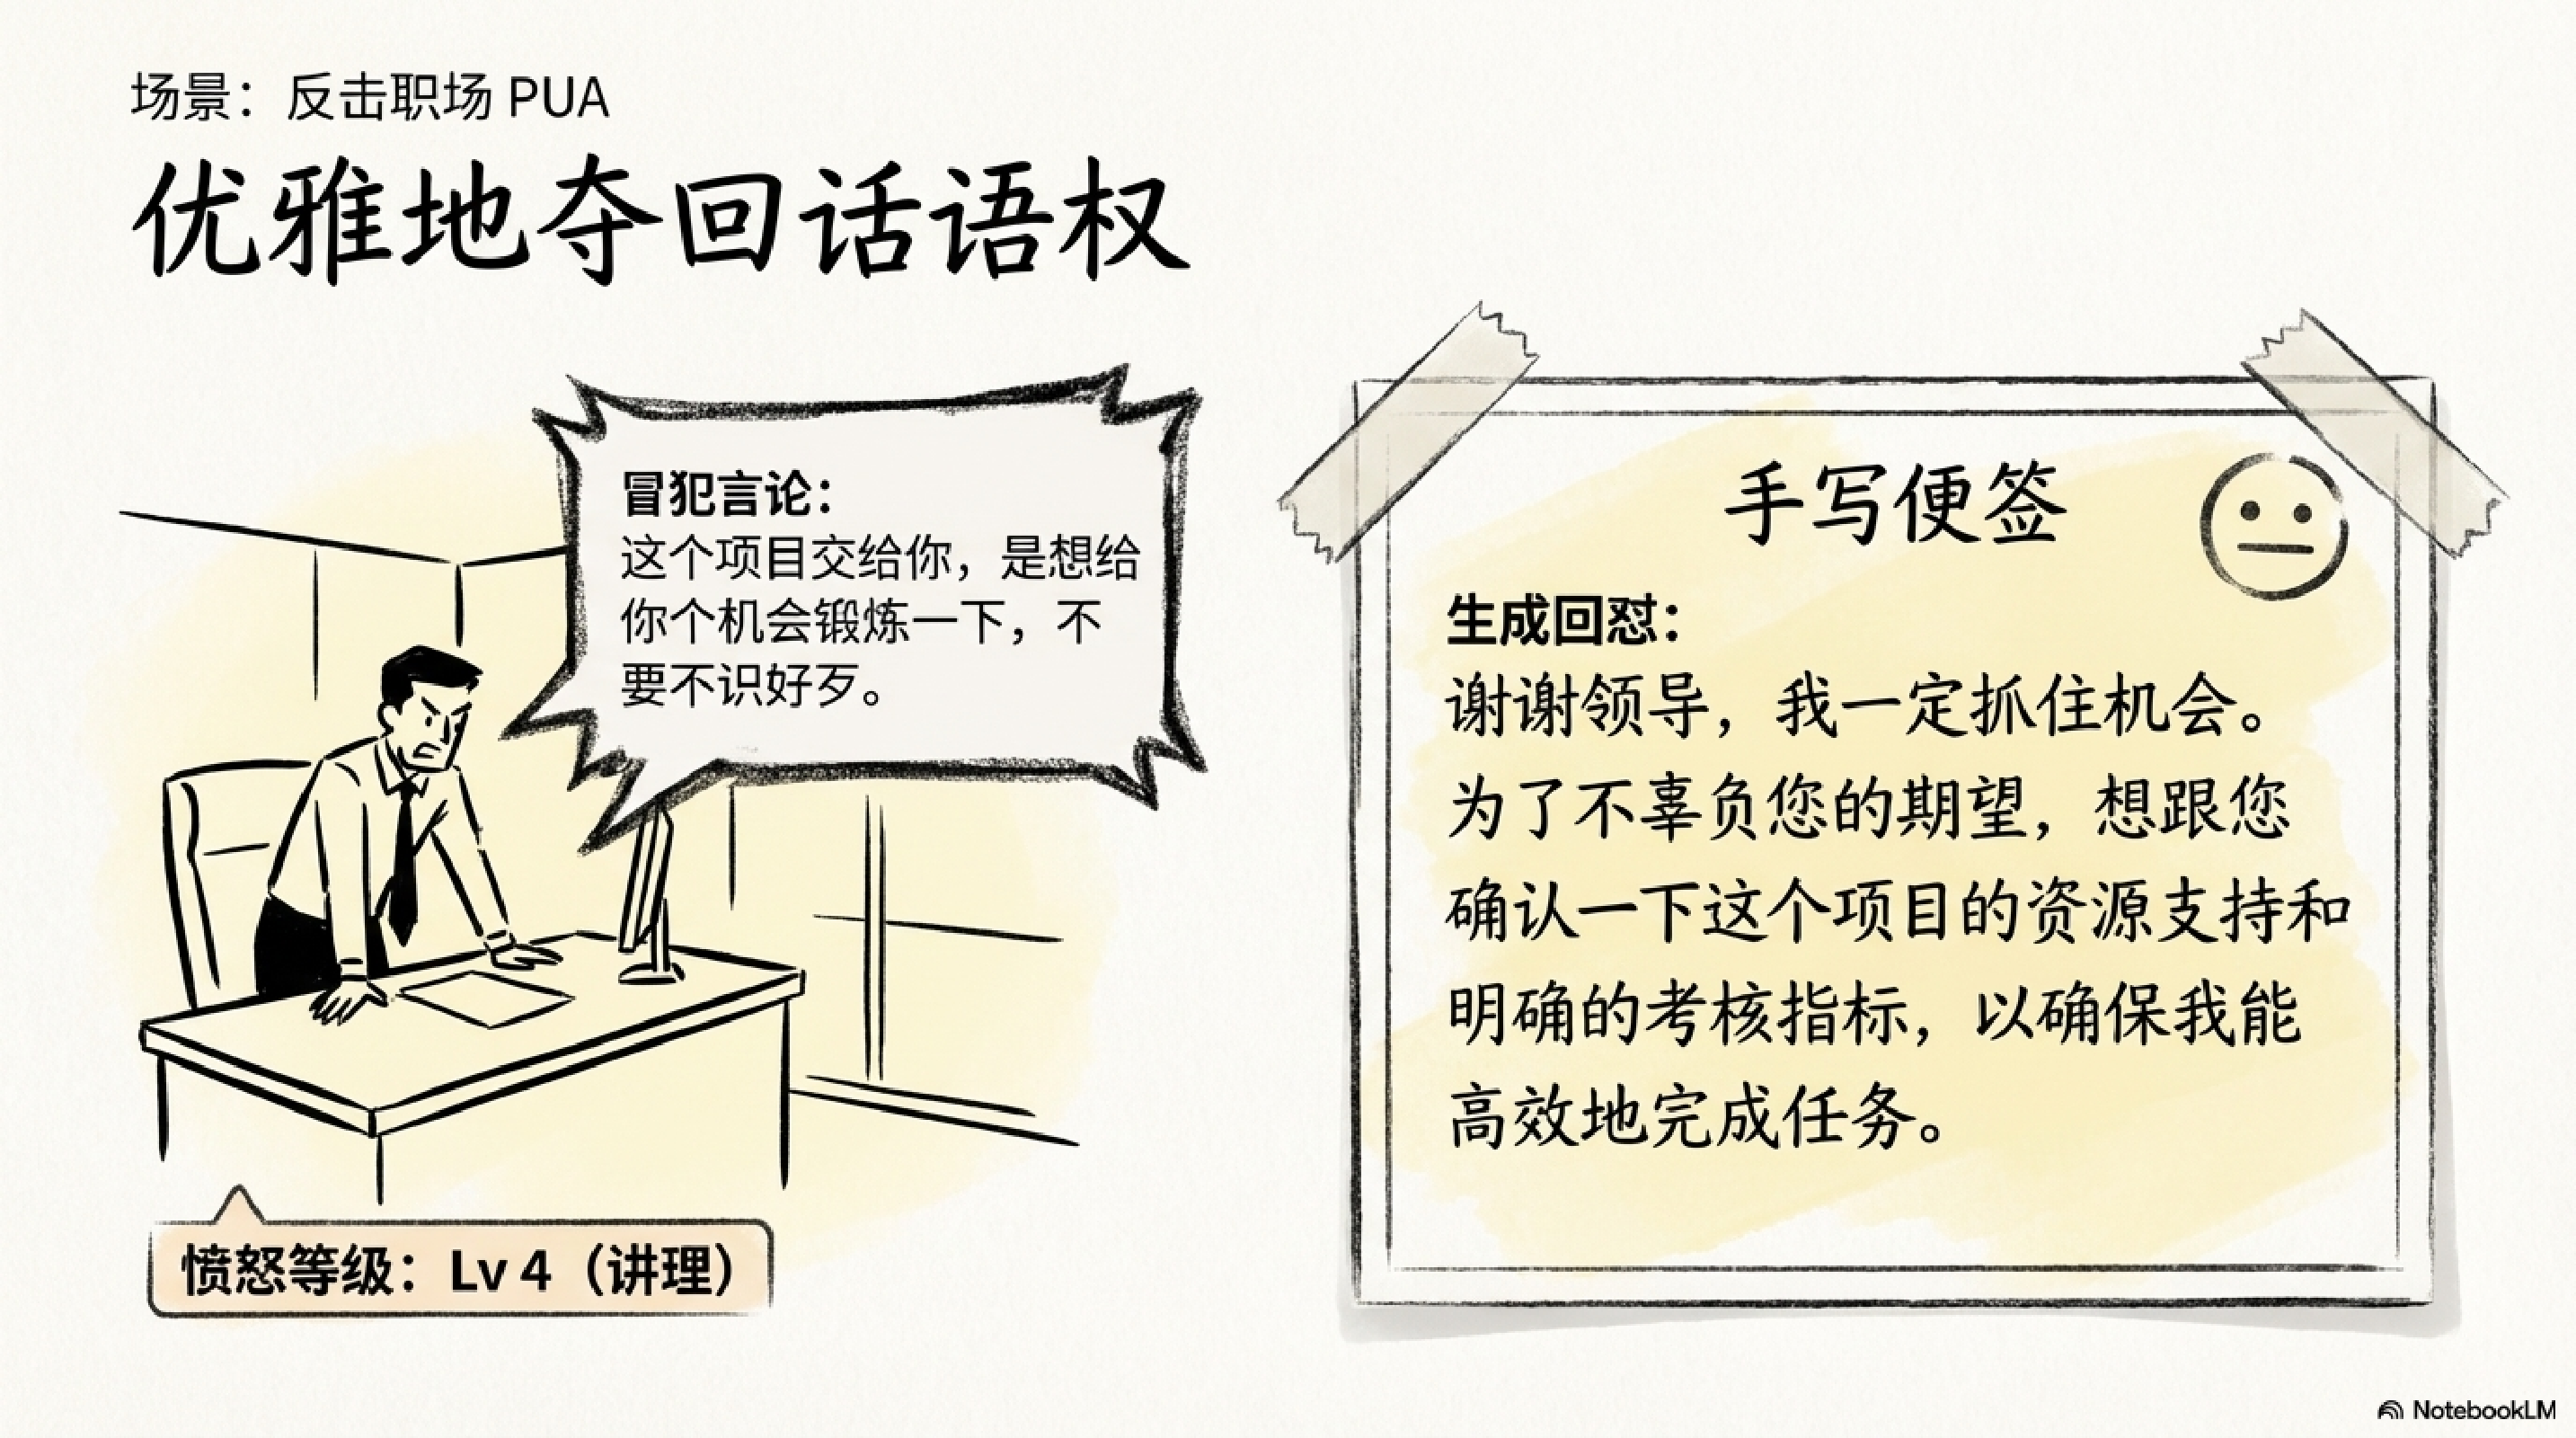 场景：反击职场 PUA
优雅地夺回话语权
冒犯言论：
这个项目交给你，是想给
你个机会锻炼一下，不
要不识好歹。
愤怒等级：Lv 4（讲理）
手写便签
生成回怼：
谢谢领导，我一定抓住机会。
为了不辜负您的期望，想跟您
确认一下这个项目的资源支持和
明确的考核指标，以确保我能
高效地完成任务。
NotebookLM